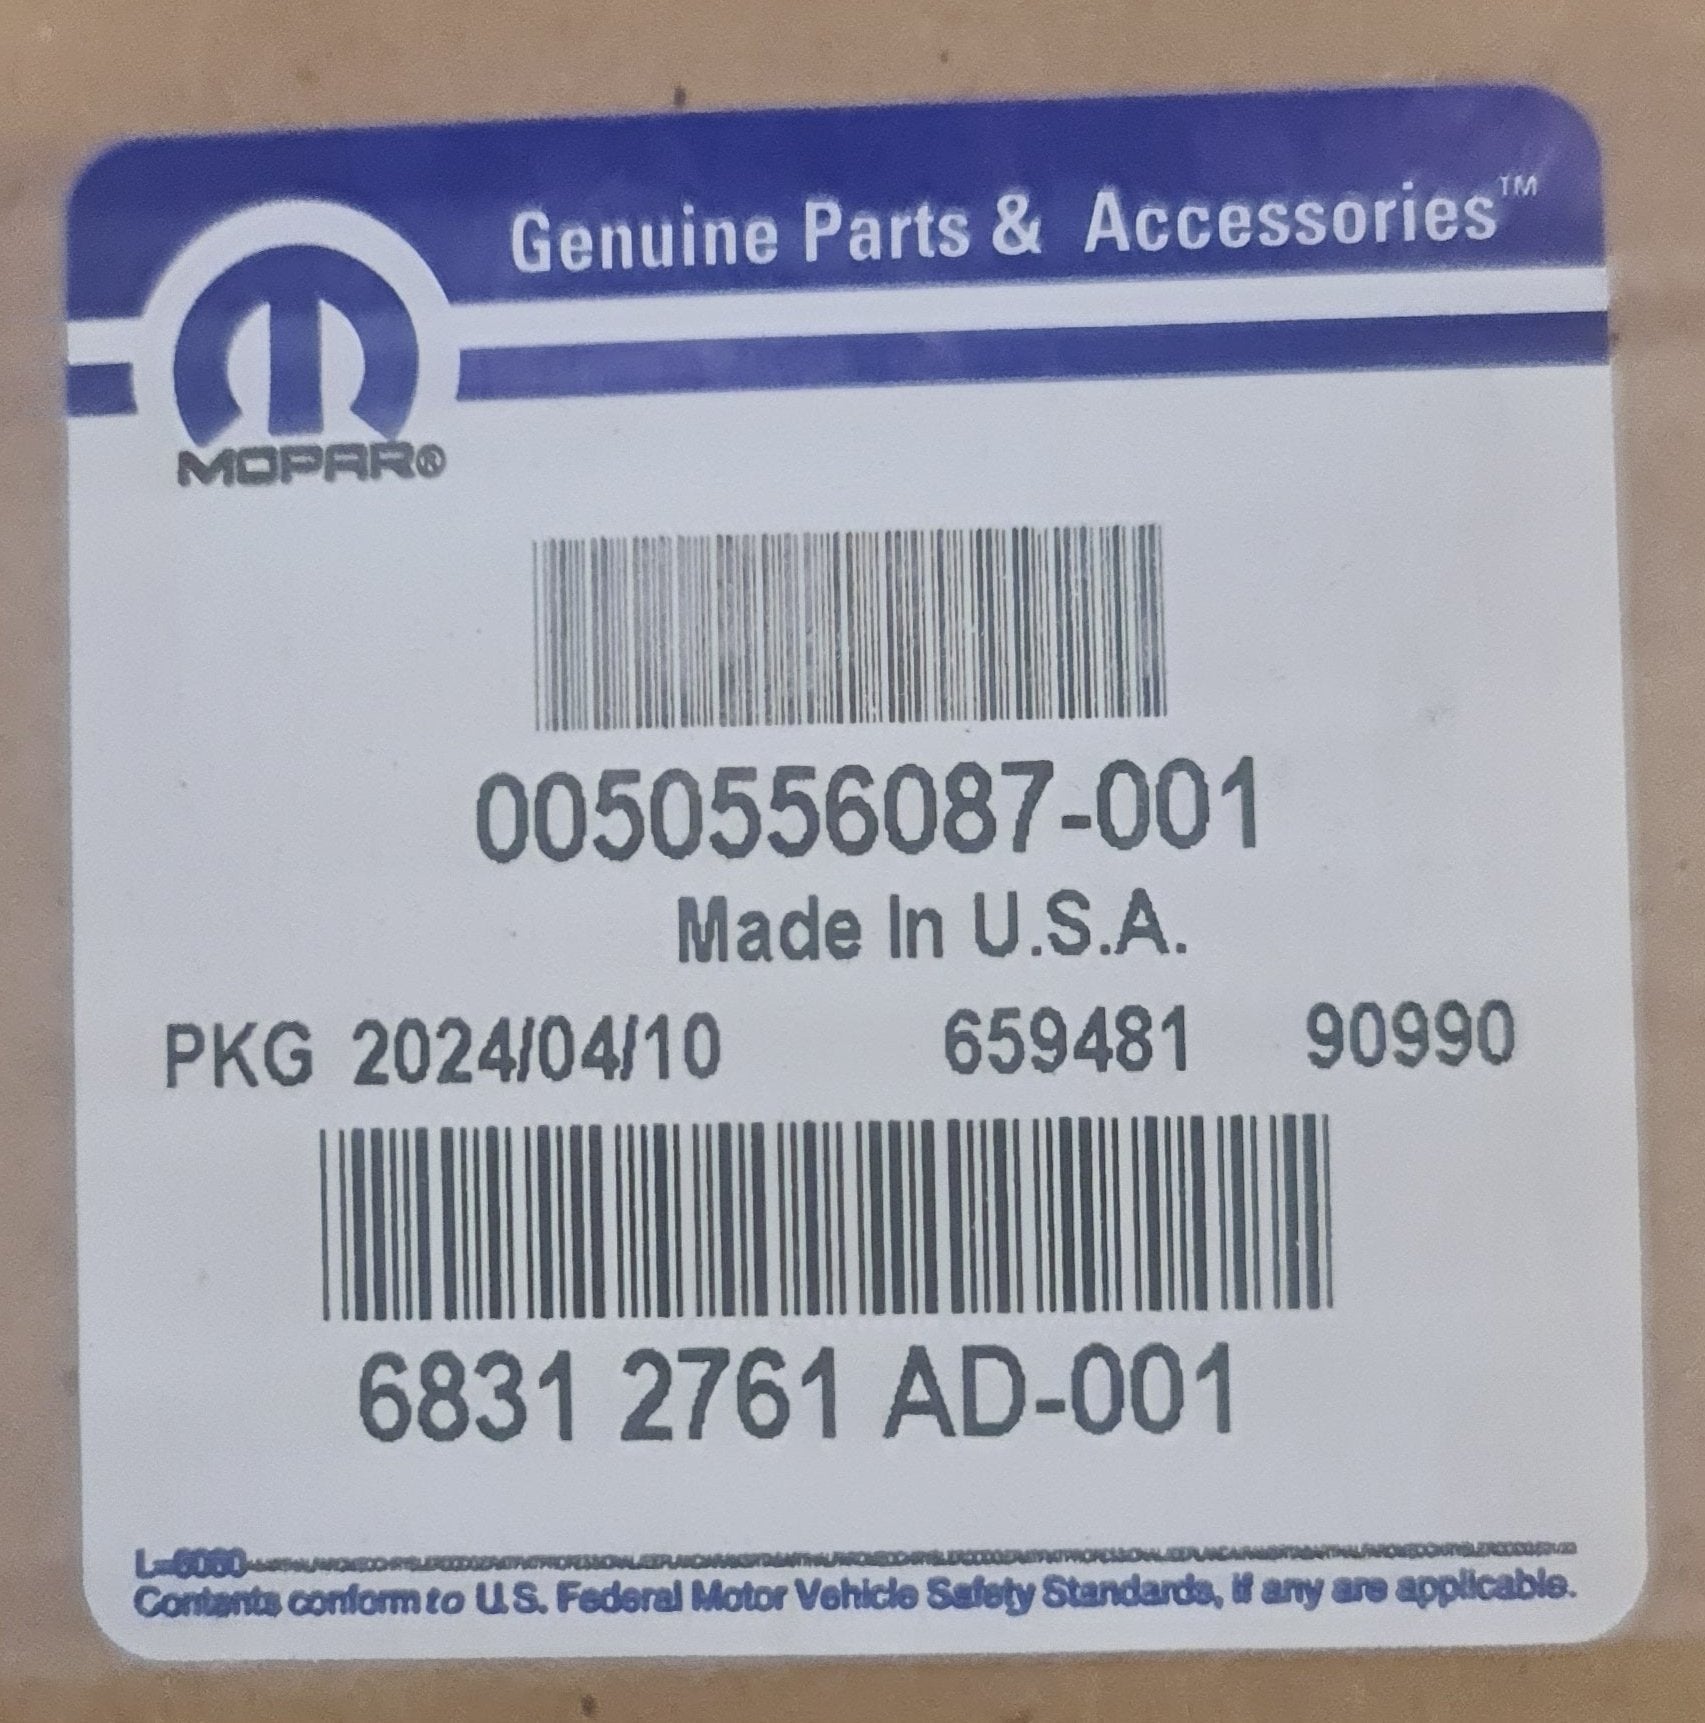 Genuine Parts & Accessories™
MOPAR®
0050556087-001
Made In U.S.A.
PKG 2024/04/10 659481 90990
6831 2761 AD-001
L=6060
Contents conform to U.S. Federal Motor Vehicle Safety Standards, if any are applicable.